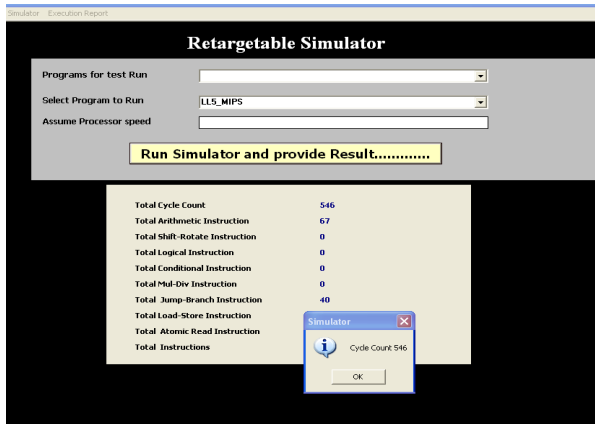 Simulator Execution Report
Retargetable Simulator
Programs for test Run
Select Program to Run LL5_MIPS
Assume Processor speed
Run Simulator and provide Result.............
Total Cycle Count 546
Total Arithmetic Instruction 67
Total Shift-Rotate Instruction 0
Total Logical Instruction 0
Total Conditional Instruction 0
Total Mul-Div Instruction 0
Total Jump-Branch Instruction 40
Total Load-Store Instruction
Total Atomic Read Instruction
Total Instructions
Simulator
Cycle Count 546
OK